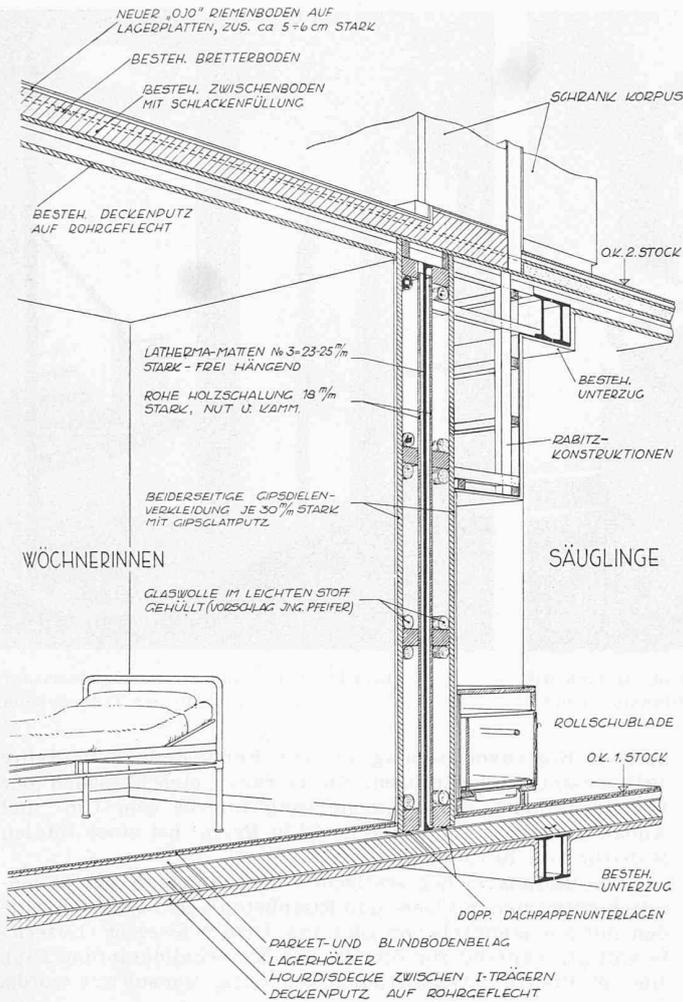 NEUER „OJO" RIEMENBODEN AUF
LAGERPLATTEN, ZUS. ca 5÷6 cm STARK
BESTEH. BRETTERBODEN
BESTEH. ZWISCHENBODEN
MIT SCHLACKENFÜLLUNG
SCHRANK KORPUS
BESTEH. DECKENPUTZ
AUF ROHRGEFLECHT
O.K. 2. STOCK
LATHERMA-MATTEN № 3=23-25 m/m
STARK - FREI HÄNGEND
BESTEH.
UNTERZUG
ROHE HOLZSCHALUNG 18 m/m
STARK, NUT U. KAMM.
RABITZ-
KONSTRUKTIONEN
BEIDERSEITIGE GIPSDIELEN-
VERKLEIDUNG JE 30 m/m STARK
MIT GIPSGLATTPUTZ
WÖCHNERINNEN
SÄUGLINGE
GLASWOLLE IM LEICHTEN STOFF
GEHÜLLT (VORSCHLAG JNG. PFEIFER)
ROLLSCHUBLADE
O.K. 1. STOCK
BESTEH.
UNTERZUG
DOPP. DACHPAPPENUNTERLAGEN
PARKET- UND BLINDBODENBELAG
LAGERHÖLZER
HOURDISDECKE ZWISCHEN I-TRÄGERN
DECKENPUTZ AUF ROHRGEFLECHT